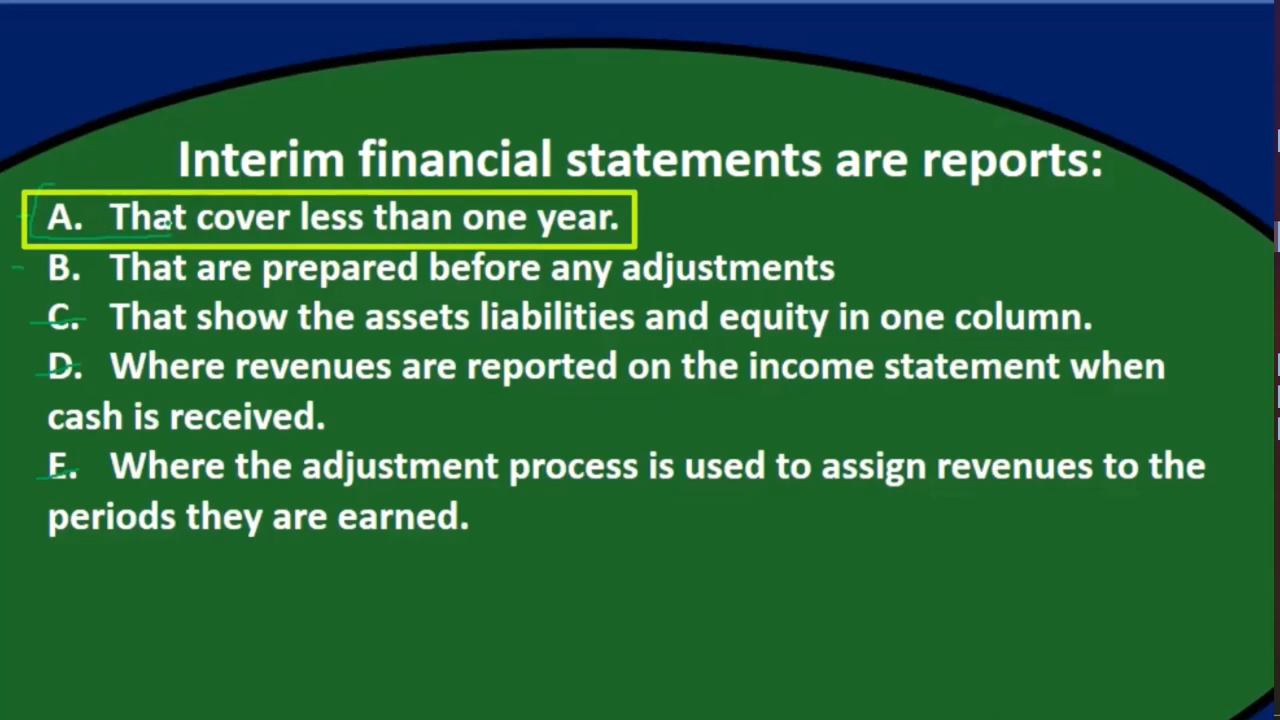 Interim financial statements are reports:
A. That cover less than one year.
B. That are prepared before any adjustments
C. That show the assets liabilities and equity in one column.
D. Where revenues are reported on the income statement when
cash is received.
E. Where the adjustment process is used to assign revenues to the
periods they are earned.